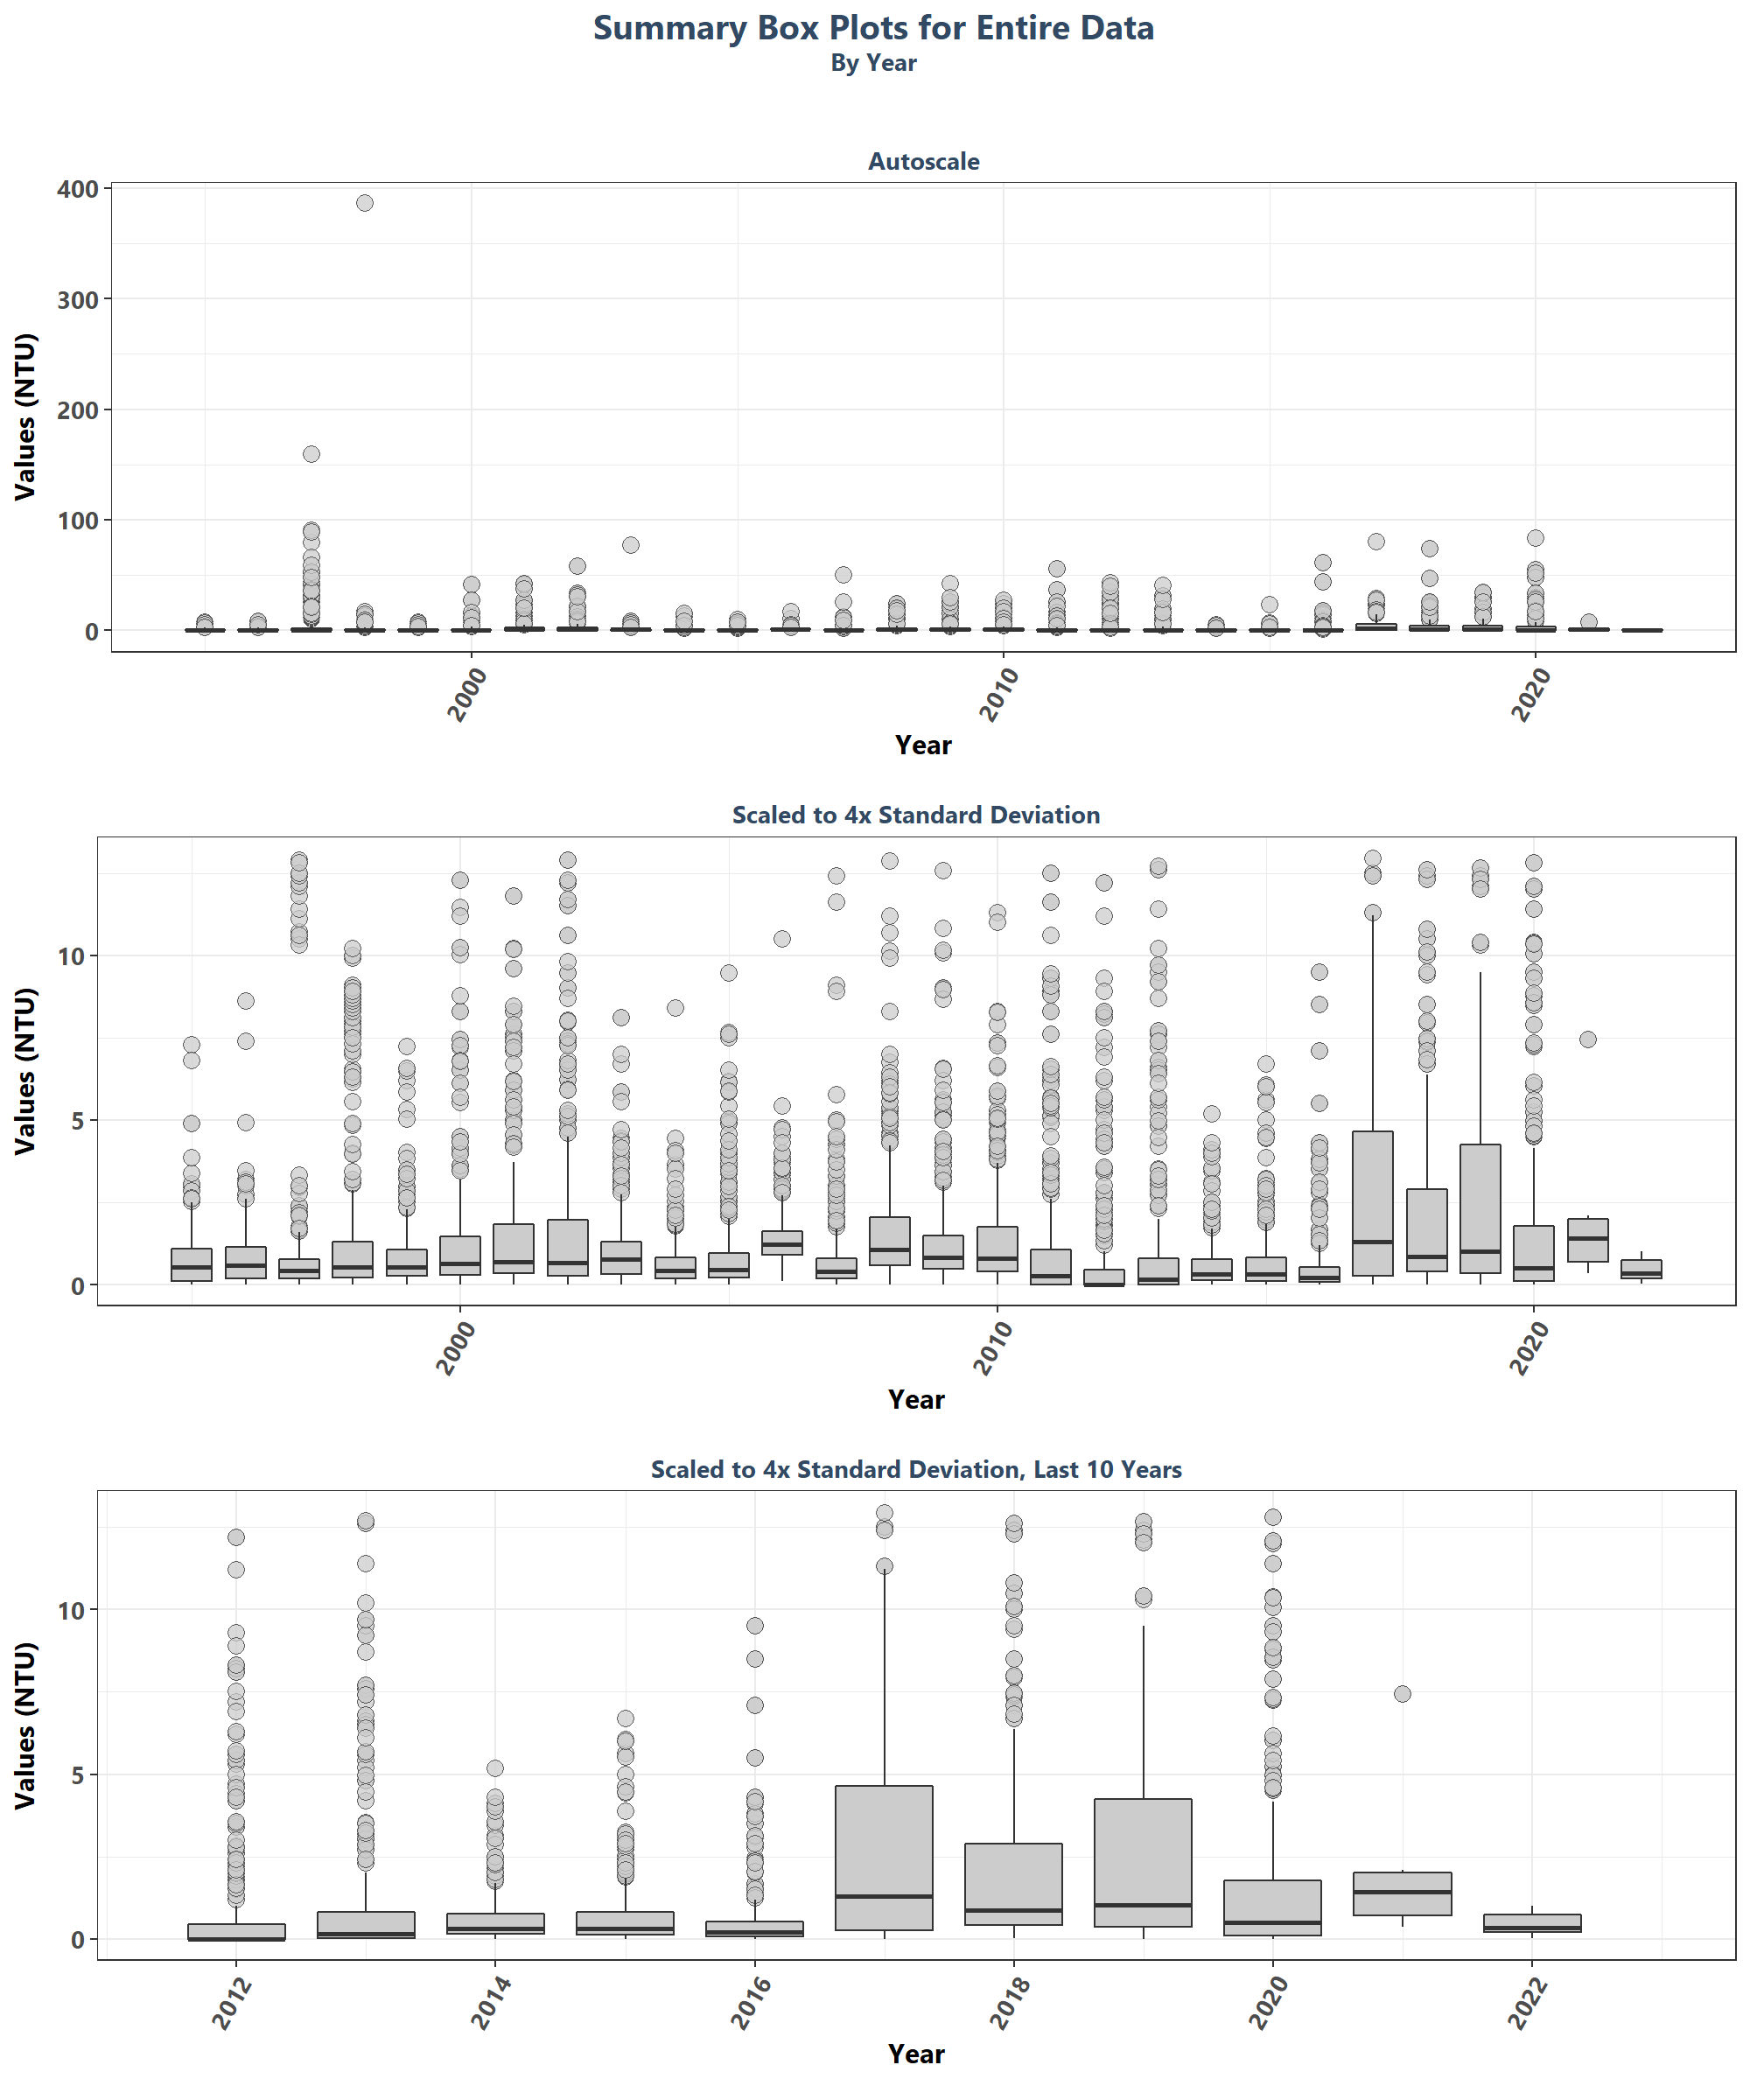 Summary Box Plots for Entire Data
By Year
Autoscale
Values (NTU)
400
300
200
100
0
2000
2010
2020
Year
Scaled to 4x Standard Deviation
Values (NTU)
10
5
0
2000
2010
2020
Year
Scaled to 4x Standard Deviation, Last 10 Years
Values (NTU)
10
5
0
2012
2014
2016
2018
2020
2022
Year